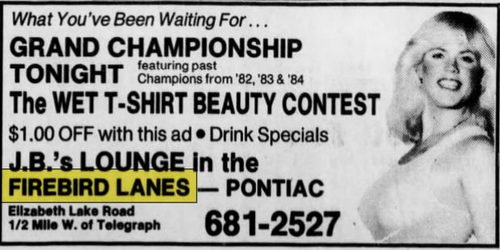 What You've Been Waiting For...
GRAND CHAMPIONSHIP
TONIGHT featuring past
Champions from '82, '83 & '84
The WET T-SHIRT BEAUTY CONTEST
$1.00 OFF with this ad • Drink Specials
J.B.'s LOUNGE in the
FIREBIRD LANES — PONTIAC
Elizabeth Lake Road
1/2 Mile W. of Telegraph
681-2527